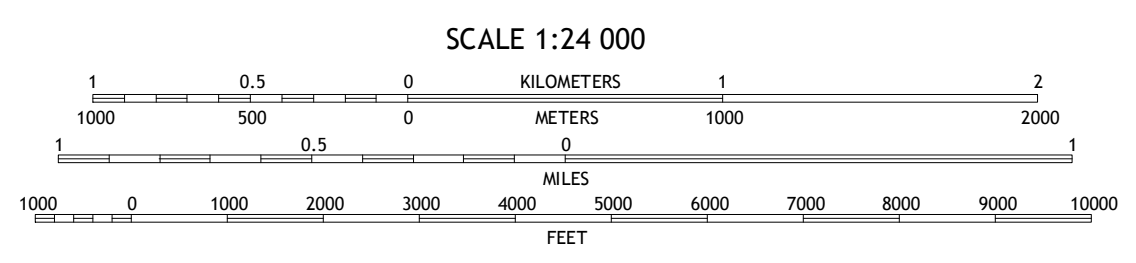 SCALE 1:24 000
1 0.5 0 KILOMETERS 1 2
1000 500 0 METERS 1000 2000
1 0.5 0 1
MILES
1000 0 1000 2000 3000 4000 5000 6000 7000 8000 9000 10000
FEET